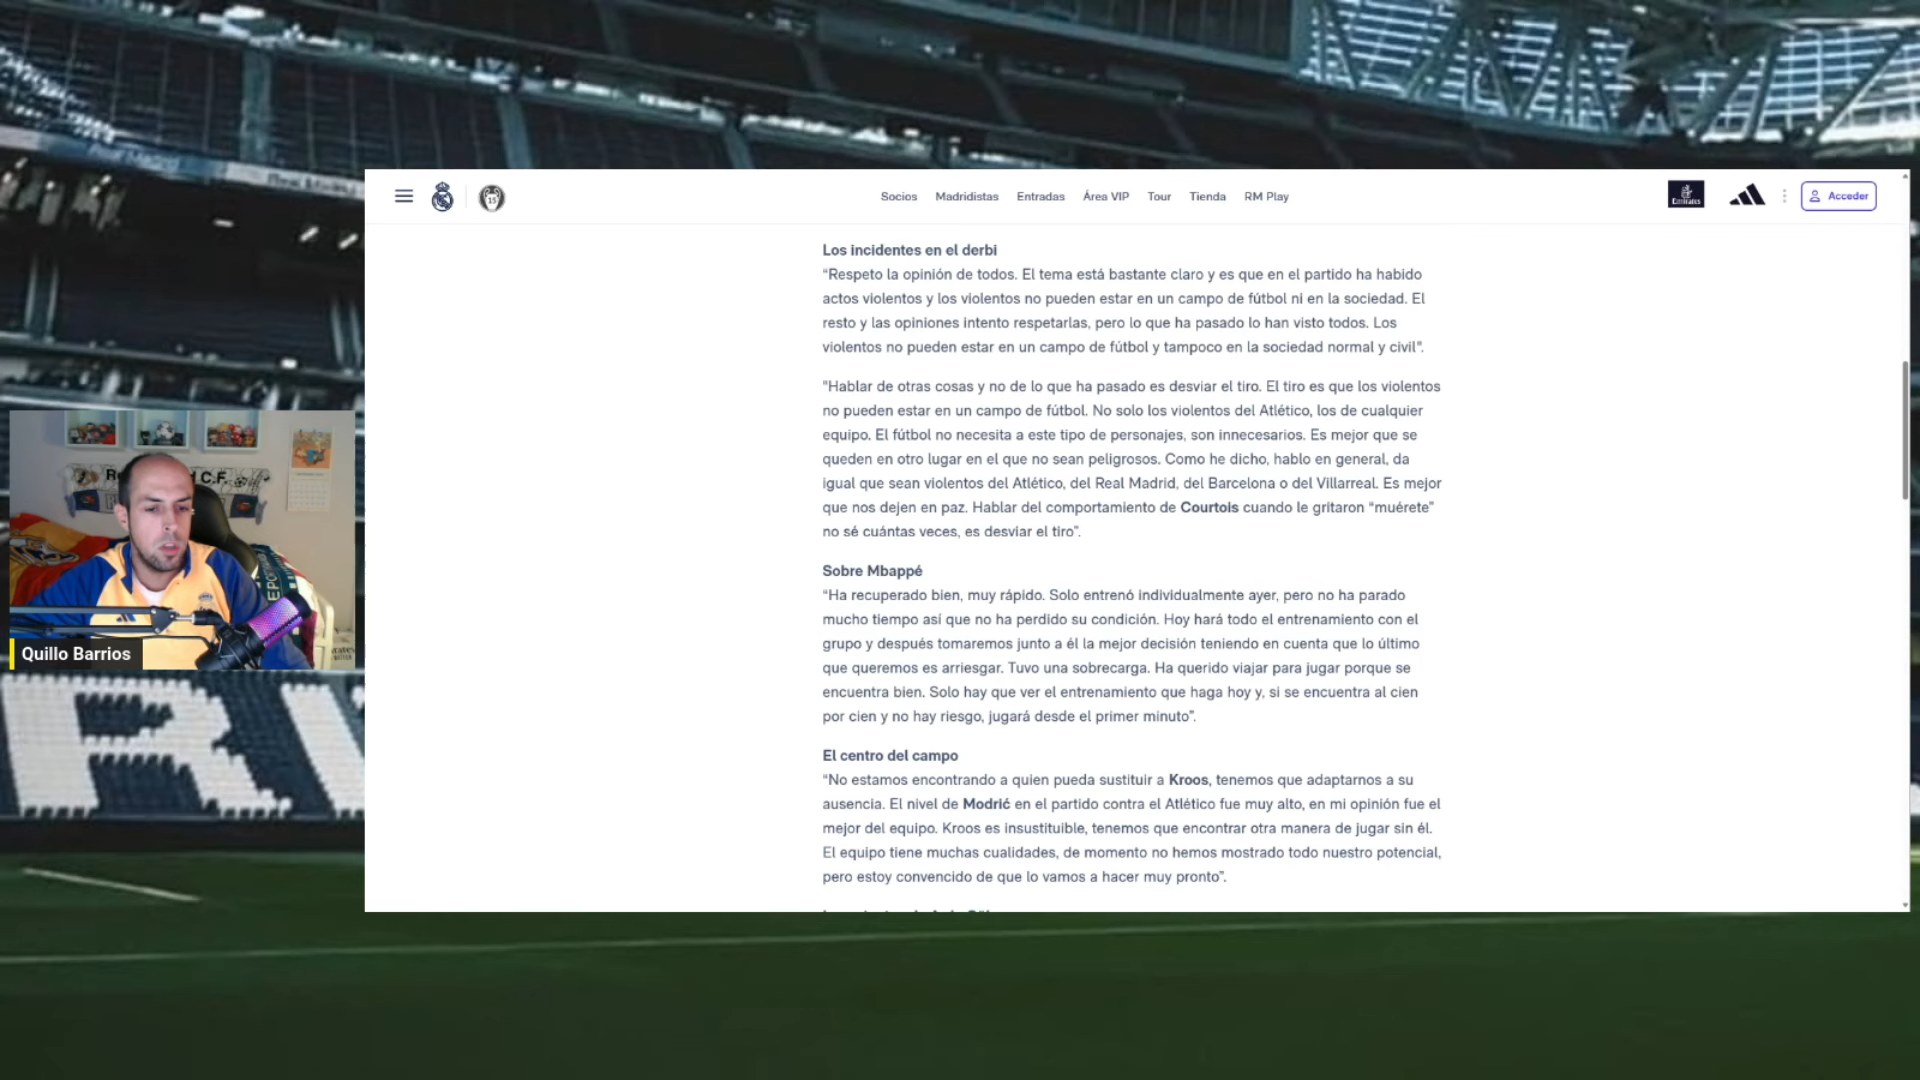 Socios Madridistas Entradas Área VIP Tour Tienda RM Play
Emirates
Acceder
Los incidentes en el derbi
“Respeto la opinión de todos. El tema está bastante claro y es que en el partido ha habido
actos violentos y los violentos no pueden estar en un campo de fútbol ni en la sociedad. El
resto y las opiniones intento respetarlas, pero lo que ha pasado lo han visto todos. Los
violentos no pueden estar en un campo de fútbol y tampoco en la sociedad normal y civil".
"Hablar de otras cosas y no de lo que ha pasado es desviar el tiro. El tiro es que los violentos
no pueden estar en un campo de fútbol. No solo los violentos del Atlético, los de cualquier
equipo. El fútbol no necesita a este tipo de personajes, son innecesarios. Es mejor que se
queden en otro lugar en el que no sean peligrosos. Como he dicho, hablo en general, da
igual que sean violentos del Atlético, del Real Madrid, del Barcelona o del Villarreal. Es mejor
que nos dejen en paz. Hablar del comportamiento de Courtois cuando le gritaron “muérete”
no sé cuántas veces, es desviar el tiro”.
Sobre Mbappé
“Ha recuperado bien, muy rápido. Solo entrenó individualmente ayer, pero no ha parado
mucho tiempo así que no ha perdido su condición. Hoy hará todo el entrenamiento con el
grupo y después tomaremos junto a él la mejor decisión teniendo en cuenta que lo último
que queremos es arriesgar. Tuvo una sobrecarga. Ha querido viajar para jugar porque se
encuentra bien. Solo hay que ver el entrenamiento que haga hoy y, si se encuentra al cien
por cien y no hay riesgo, jugará desde el primer minuto”.
El centro del campo
“No estamos encontrando a quien pueda sustituir a Kroos, tenemos que adaptarnos a su
ausencia. El nivel de Modrić en el partido contra el Atlético fue muy alto, en mi opinión fue el
mejor del equipo. Kroos es insustituible, tenemos que encontrar otra manera de jugar sin él.
El equipo tiene muchas cualidades, de momento no hemos mostrado todo nuestro potencial,
pero estoy convencido de que lo vamos a hacer muy pronto”.
C.F.
Quillo Barrios